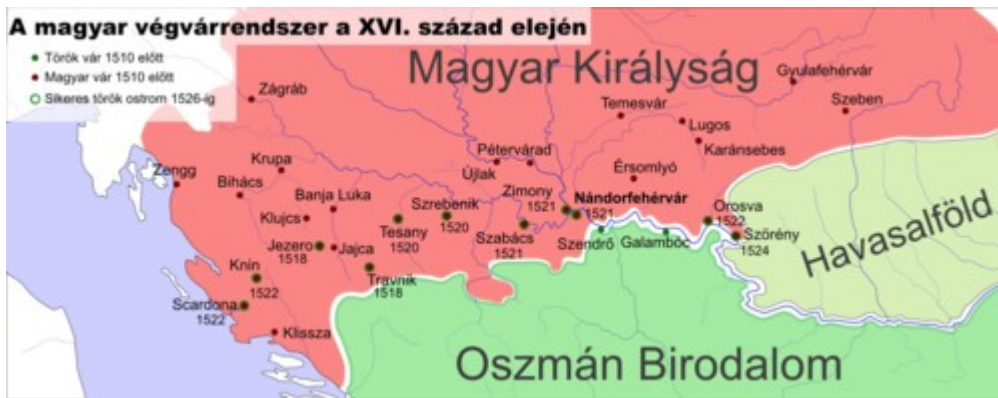 A magyar végvárrendszer a XVI. század elején
Török vár 1510 előtt
Magyar vár 1510 előtt
Sikeres török ostrom 1526-ig
Magyar Királyság
Gyulafehérvár
Szeben
Zágráb
Temesvár
Lugos
Karánsebes
Pétervárad
Újlak
Érsomlyó
Zengg
Krupa
Bihács
Banja Luka
Klujcs
Szrebenik
1520
Zimony
1521
Nándorfehérvár
1521
Orosva
1522
Szörény
1524
Tesany
1520
Szabács
1521
Szendrő
Galambóc
Jezero
1518
Jajca
Travnik
1518
Knin
1522
Scardona
1522
Klissza
Havasalföld
Oszmán Birodalom